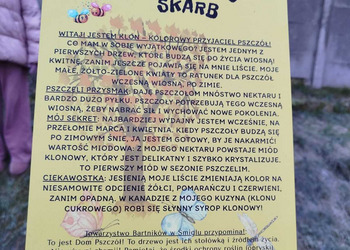 SKARB
WITAJ! JESTEM KLON – KOLOROWY PRZYJACIEL PSZCZÓŁ!
CO MAM W SOBIE WYJĄTKOWEGO? JESTEM JEDNYM Z
PIERWSZYCH DRZEW, KTÓRE BUDZĄ SIĘ DO ŻYCIA WIOSNĄ!
KWITNĘ, ZANIM JESZCZE POJAWIĄ SIĘ NA MNIE LIŚCIE. MOJE
MAŁE, ŻÓŁTO-ZIELONE KWIATY TO RATUNEK DLA PSZCZÓŁ
WCZESNĄ WIOSNĄ, PO ZIMIE.
PSZCZELI PRZYSMAK: DAJĘ PSZCZOŁOM MNÓSTWO NEKTARU I
BARDZO DUŻO PYŁKU. PSZCZOŁY POTRZEBUJĄ TEGO WCZESNĄ
WIOSNĄ, ŻEBY NABRAĆ SIŁ I WYCHOWAĆ NOWE POKOLENIA.
MÓJ SEKRET: NAJBARDZIEJ WYDAJNY JESTEM WCZEŚNIE, NA
PRZEŁOMIE MARCA I KWIETNIA. KIEDY PSZCZOŁY BUDZĄ SIĘ
PO ZIMOWYM ŚNIE, JA JESTEM GOTOWY, BY JE NAKARMIĆ!
WARTOŚĆ MIODOWA: Z MOJEGO NEKTARU POWSTAJE MIÓD
KLONOWY, KTÓRY JEST DELIKATNY I SZYBKO KRYSTALIZUJE.
TO PIERWSZY MIÓD W SEZONIE PSZCZELIM.
CIEKAWOSTKA: JESIENIĄ MOJE LIŚCIE ZMIENIAJĄ KOLOR NA
NIESAMOWITE ODCIENIE ŻÓŁCI, POMARAŃCZU I CZERWIENI,
ZANIM OPADNĄ. W KANADZIE Z MOJEGO KUZYNA (KLONU
CUKROWEGO) ROBI SIĘ SŁYNNY SYROP KLONOWY!
Towarzystwo Bartników w Śmiglu przypomina!
To jest Dom Pszczół! To drzewo jest ich stołówką i źródłem życia.